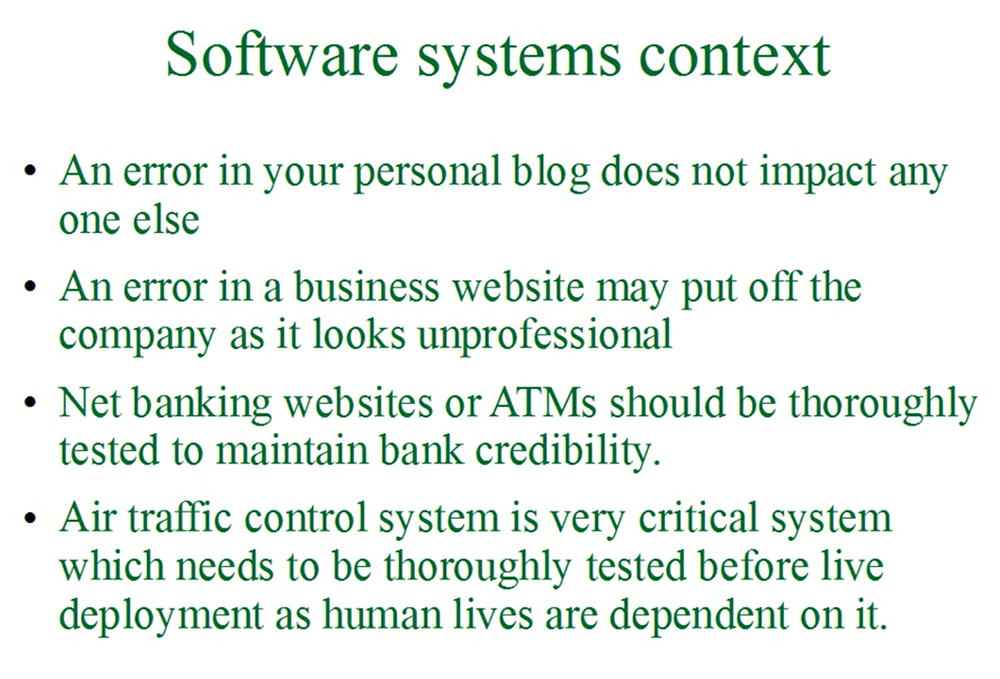 Software systems context
• An error in your personal blog does not impact any
one else
• An error in a business website may put off the
company as it looks unprofessional
• Net banking websites or ATMs should be thoroughly
tested to maintain bank credibility.
• Air traffic control system is very critical system
which needs to be thoroughly tested before live
deployment as human lives are dependent on it.